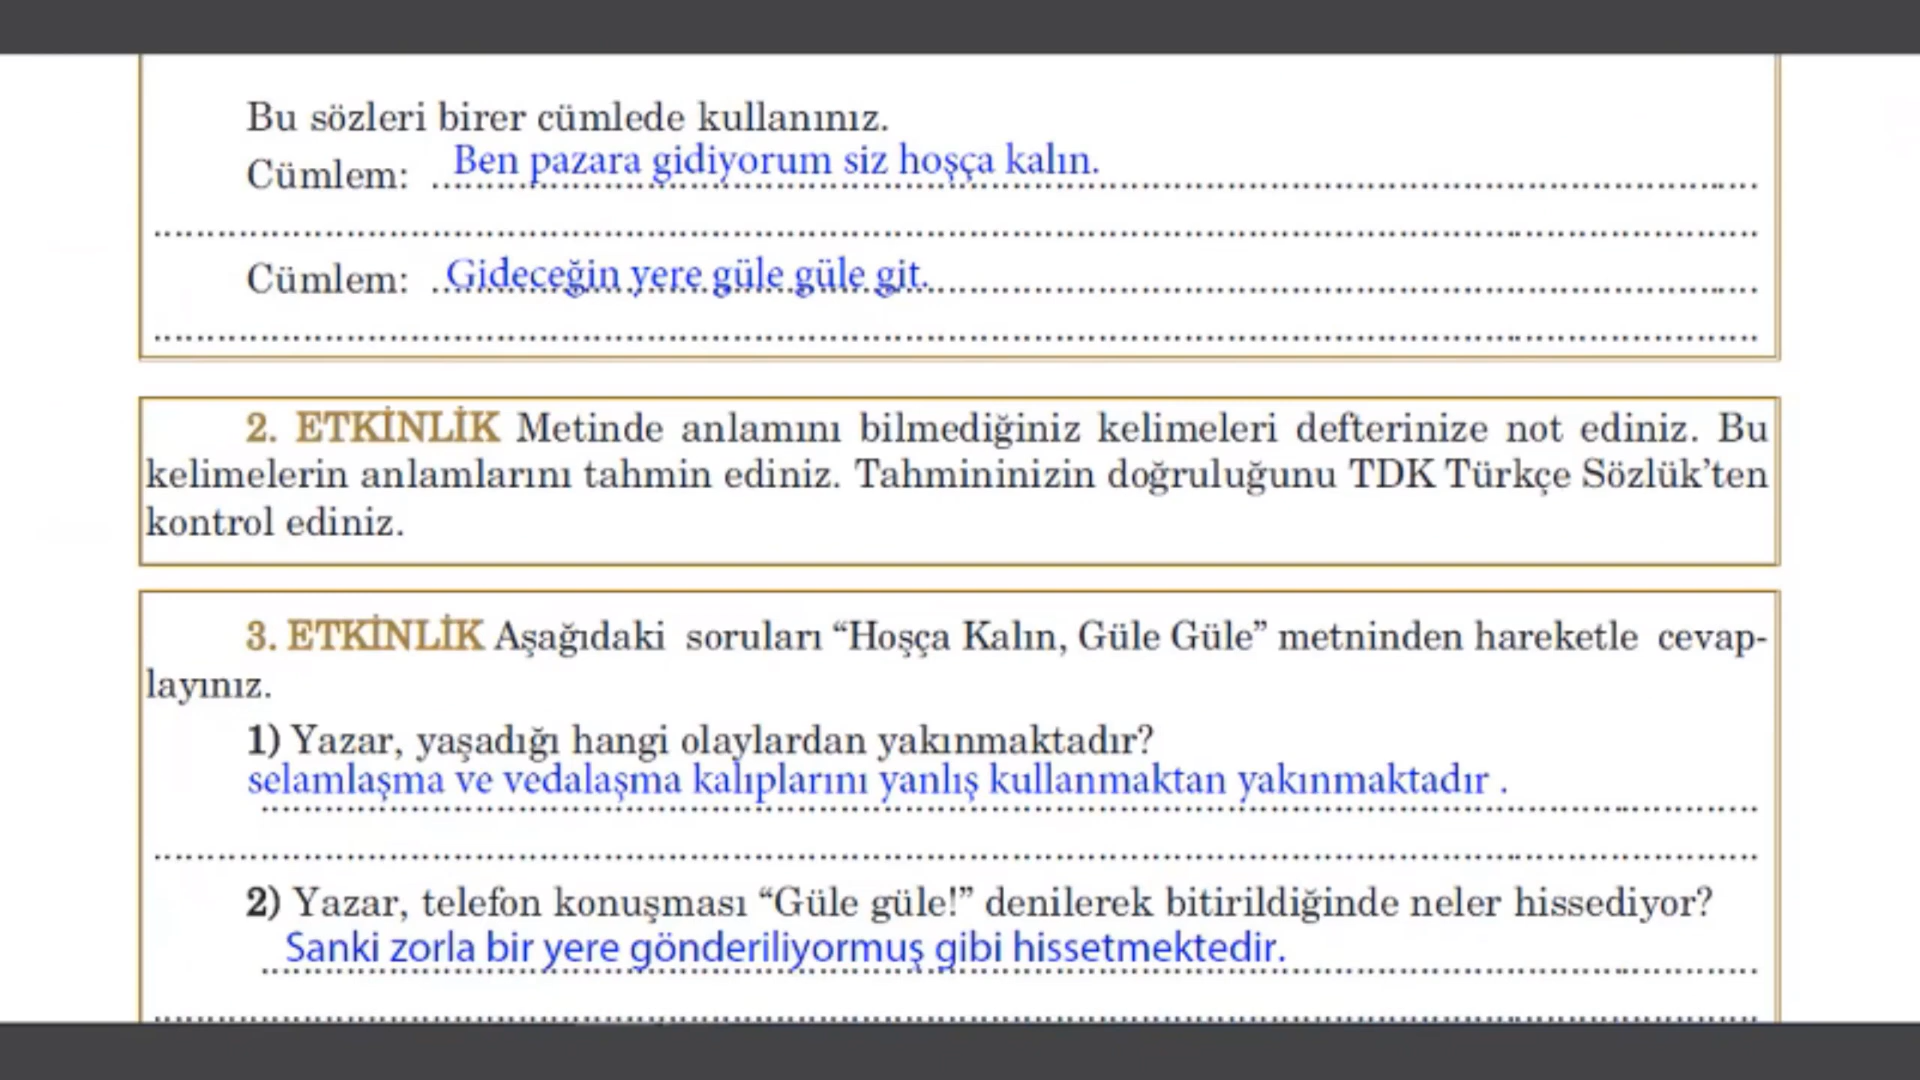 Bu sözleri birer cümlede kullanınız.
Cümlem: Ben pazara gidiyorum siz hoşça kalın.
Cümlem: Gideceğin yere güle güle git.
2. ETKİNLİK Metinde anlamını bilmediğiniz kelimeleri defterinize not ediniz. Bu
kelimelerin anlamlarını tahmin ediniz. Tahmininizin doğruluğunu TDK Türkçe Sözlük’ten
kontrol ediniz.
3. ETKİNLİK Aşağıdaki soruları “Hoşça Kalın, Güle Güle” metninden hareketle cevap-
layınız.
1) Yazar, yaşadığı hangi olaylardan yakınmaktadır?
selamlaşma ve vedalaşma kalıplarını yanlış kullanmaktan yakınmaktadır .
2) Yazar, telefon konuşması “Güle güle!” denilerek bitirildiğinde neler hissediyor?
Sanki zorla bir yere gönderiliyormuş gibi hissetmektedir.